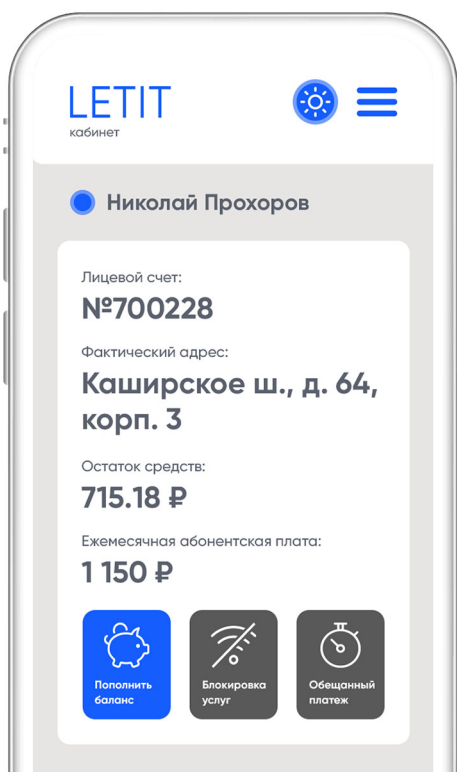 LETIT
кабинет
Николай Прохоров
Лицевой счет:
№700228
Фактический адрес:
Каширское ш., д. 64,
корп. 3
Остаток средств:
715.18 ₽
Ежемесячная абонентская плата:
1 150 ₽
Пополнить
баланс
Блокировка
услуг
Обещанный
платеж